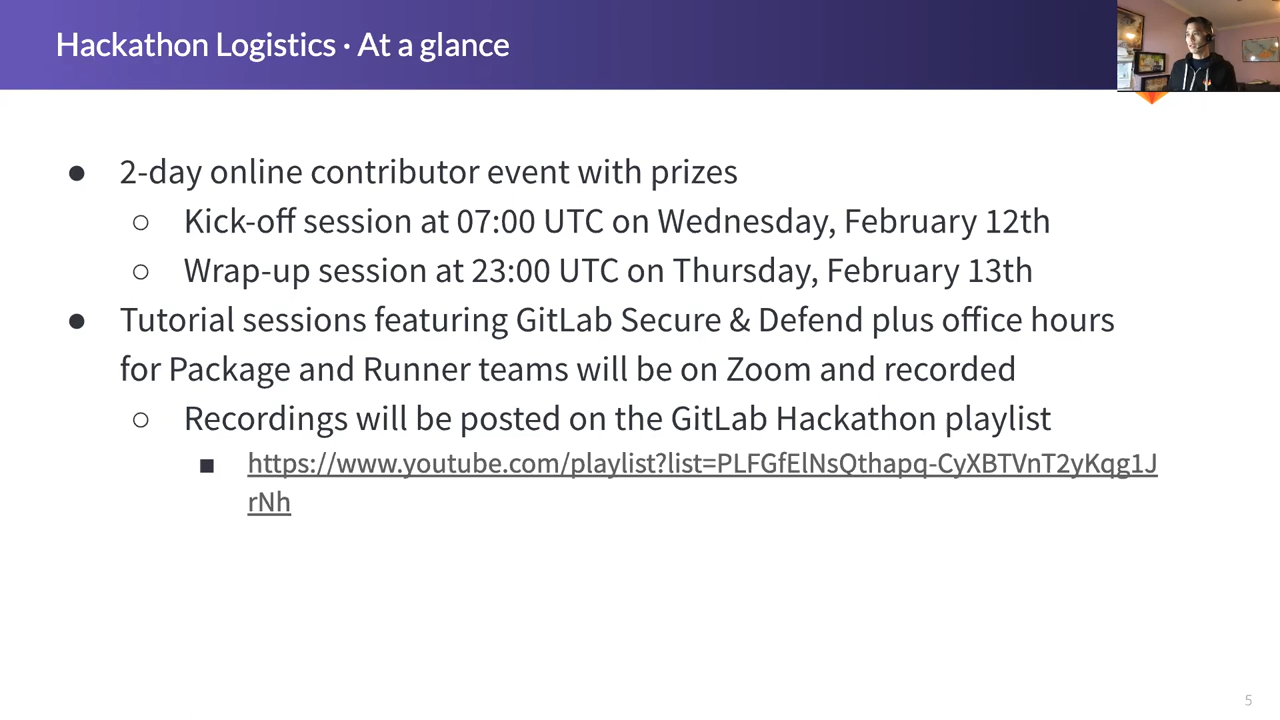 Hackathon Logistics · At a glance
● 2-day online contributor event with prizes
○ Kick-off session at 07:00 UTC on Wednesday, February 12th
○ Wrap-up session at 23:00 UTC on Thursday, February 13th
● Tutorial sessions featuring GitLab Secure & Defend plus office hours
for Package and Runner teams will be on Zoom and recorded
○ Recordings will be posted on the GitLab Hackathon playlist
■ https://www.youtube.com/playlist?list=PLFGfElNsQthapq-CyXBTVnT2yKqg1J
rNh
5